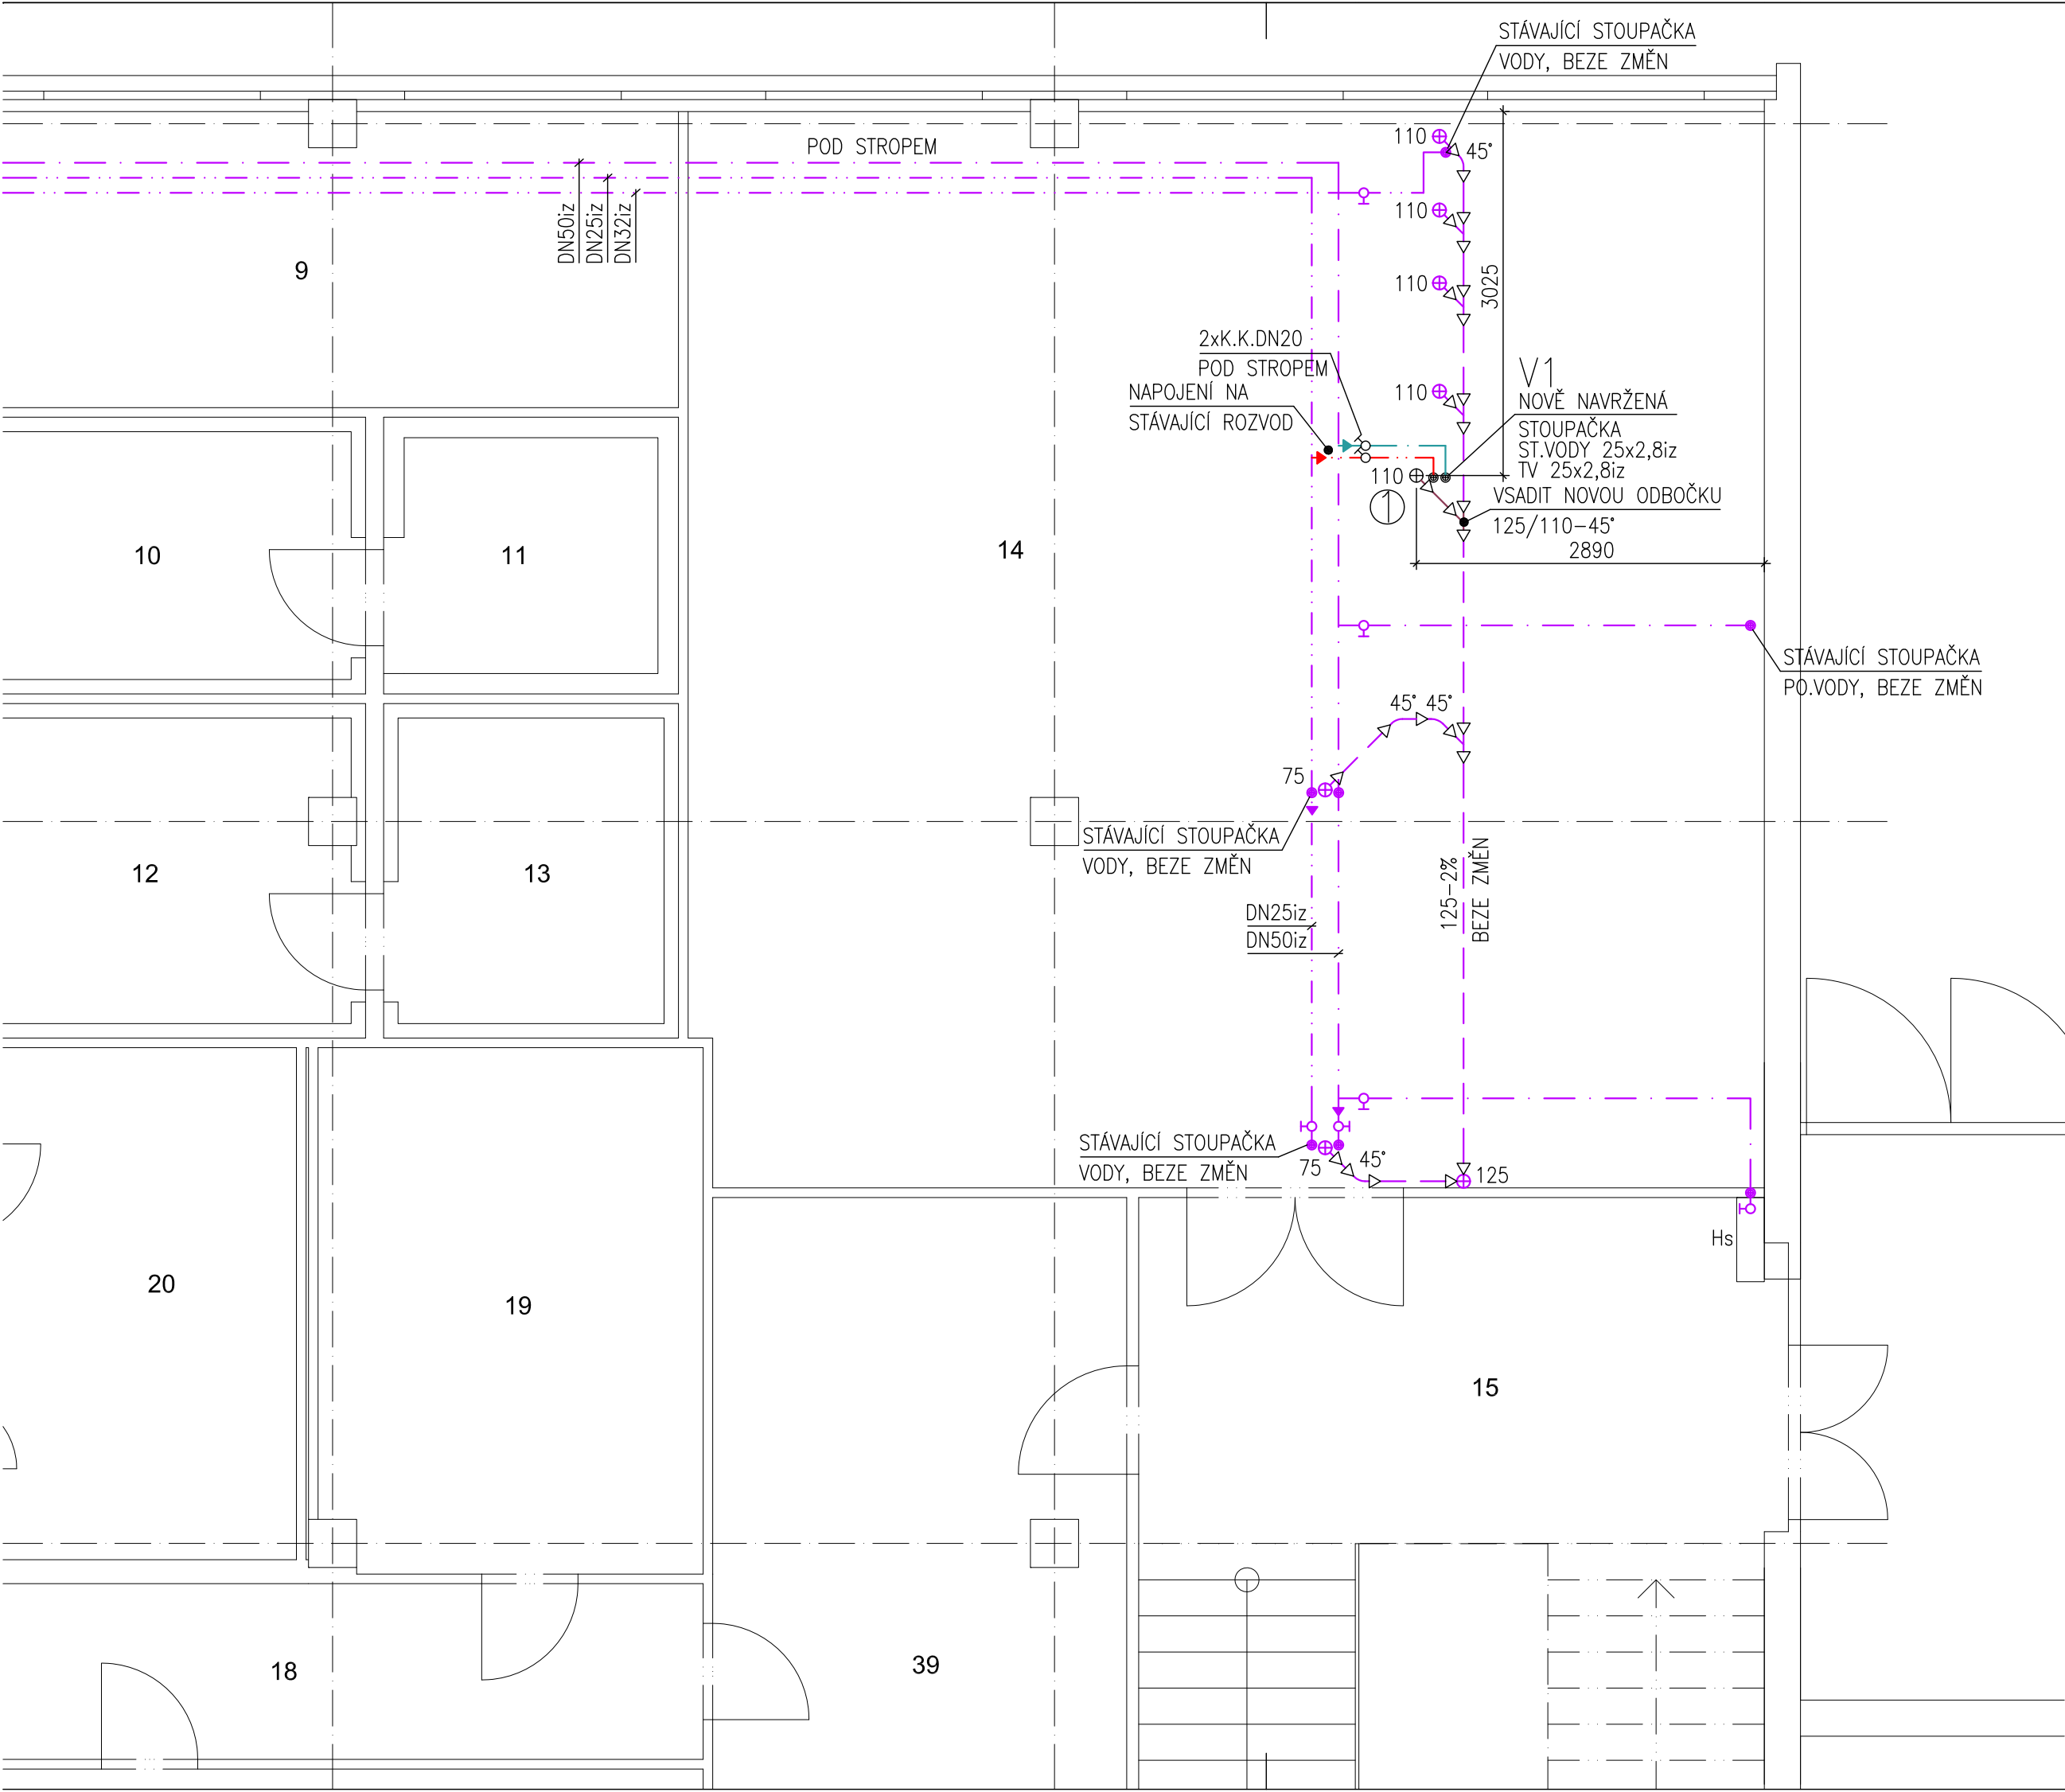 STÁVAJÍCÍ STOUPAČKA
VODY, BEZE ZMĚN
110
45°
POD STROPEM
DN50iz
DN25iz
DN32iz
110
9
110
3025
2xK.K.DN20
POD STROPEM
NAPOJENÍ NA
STÁVAJÍCÍ ROZVOD
110
V1
NOVĚ NAVRŽENÁ
STOUPAČKA
ST.VODY 25x2,8iz
TV 25x2,8iz
110
1
VSADIT NOVOU ODBOČKU
125/110-45°
2890
10
11
14
STÁVAJÍCÍ STOUPAČKA
PO.VODY, BEZE ZMĚN
45° 45°
75
STÁVAJÍCÍ STOUPAČKA
VODY, BEZE ZMĚN
12
13
125-2%
BEZE ZMĚN
DN25iz
DN50iz
STÁVAJÍCÍ STOUPAČKA
VODY, BEZE ZMĚN
75
45°
125
Hs
20
19
15
18
39